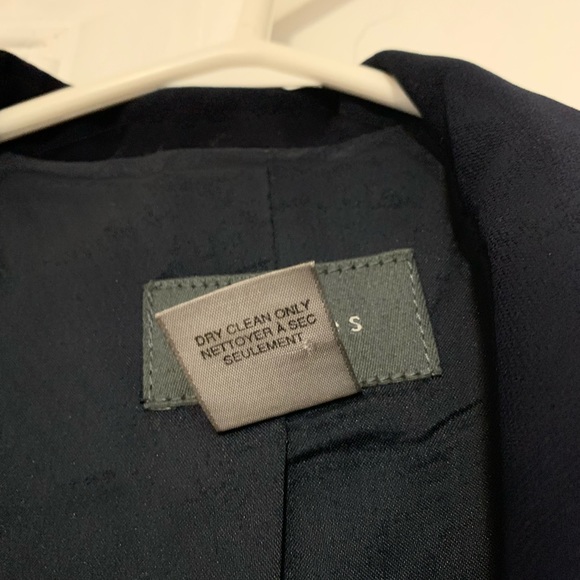 DRY CLEAN ONLY
NETTOYER À SEC
SEULEMENT